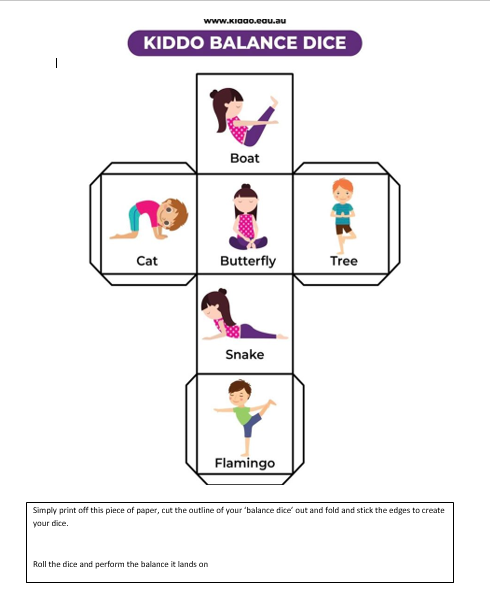 www.kiddo.edu.au
KIDDO BALANCE DICE
Boat
Cat
Butterfly
Tree
Snake
Flamingo
Simply print off this piece of paper, cut the outline of your ‘balance dice’ out and fold and stick the edges to create
your dice.
Roll the dice and perform the balance it lands on